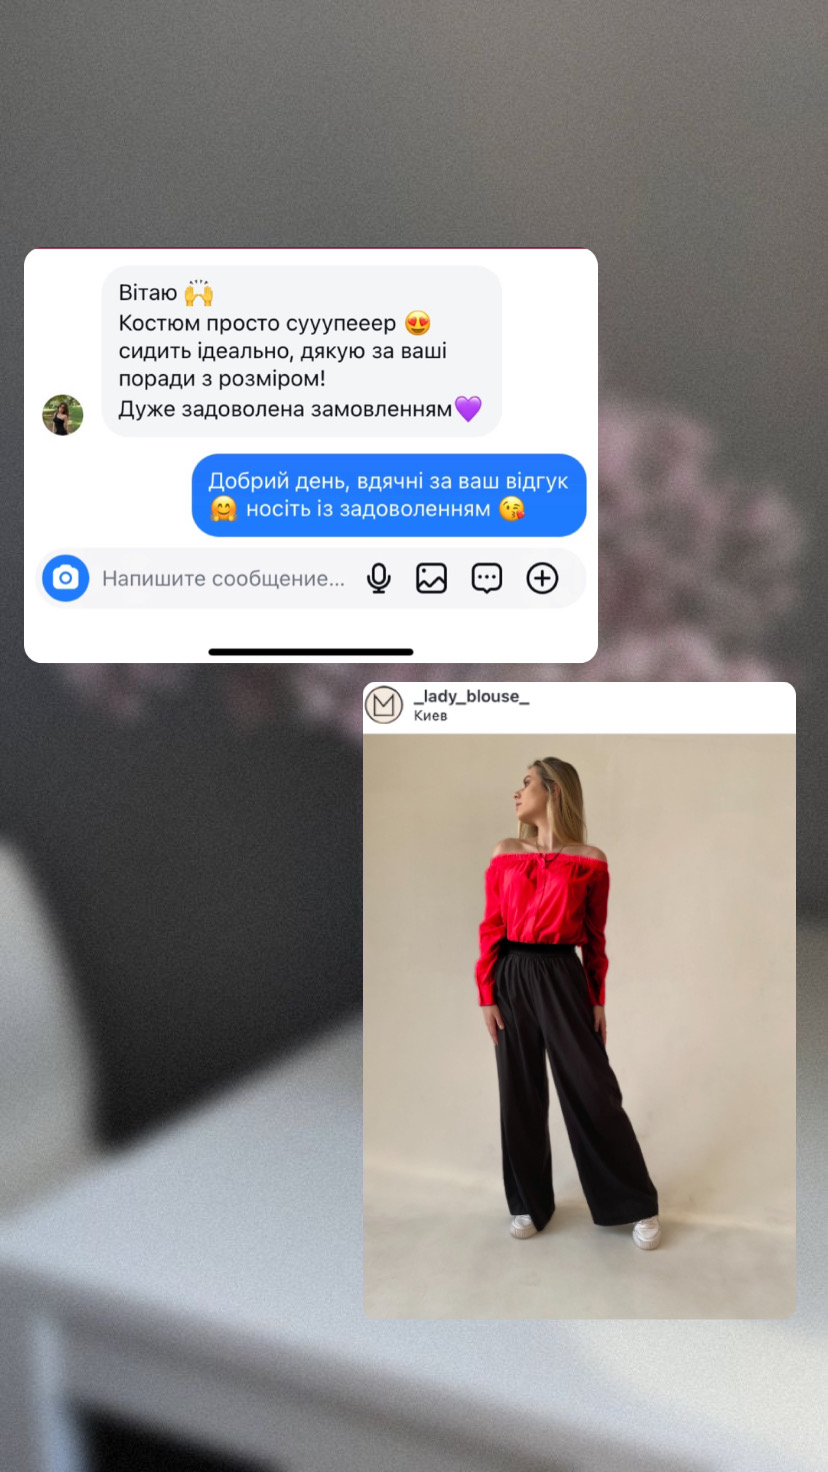 Вітаю 🙌
Костюм просто сууупееер 😍
сидить ідеально, дякую за ваші
поради з розміром!
Дуже задоволена замовленням💜
Добрий день, вдячні за ваш відгук
🤗 носіть із задоволенням 😘
Напишите сообщение...
_lady_blouse_
Киев